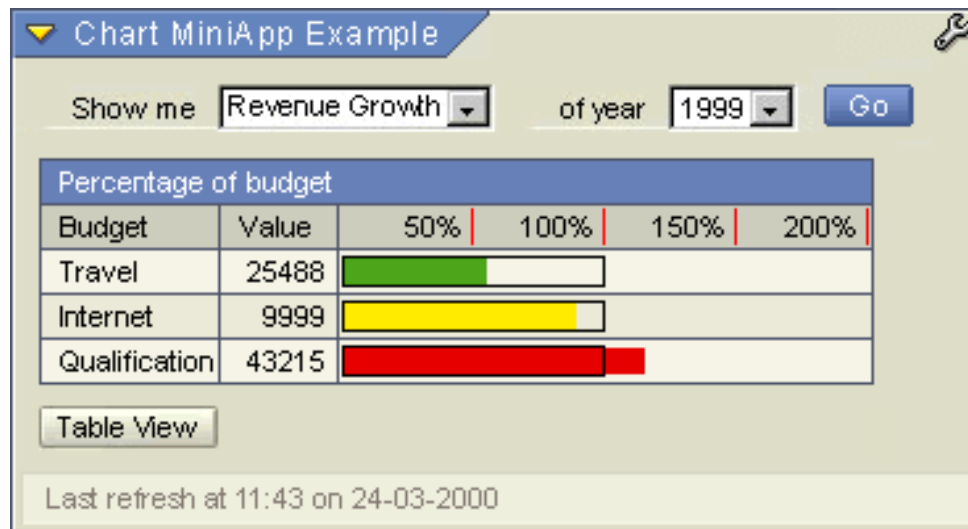 Chart MiniApp Example
Show me Revenue Growth of year 1999 Go
Percentage of budget
Budget Value 50% 100% 150% 200%
Travel 25488
Internet 9999
Qualification 43215
Table View
Last refresh at 11:43 on 24-03-2000